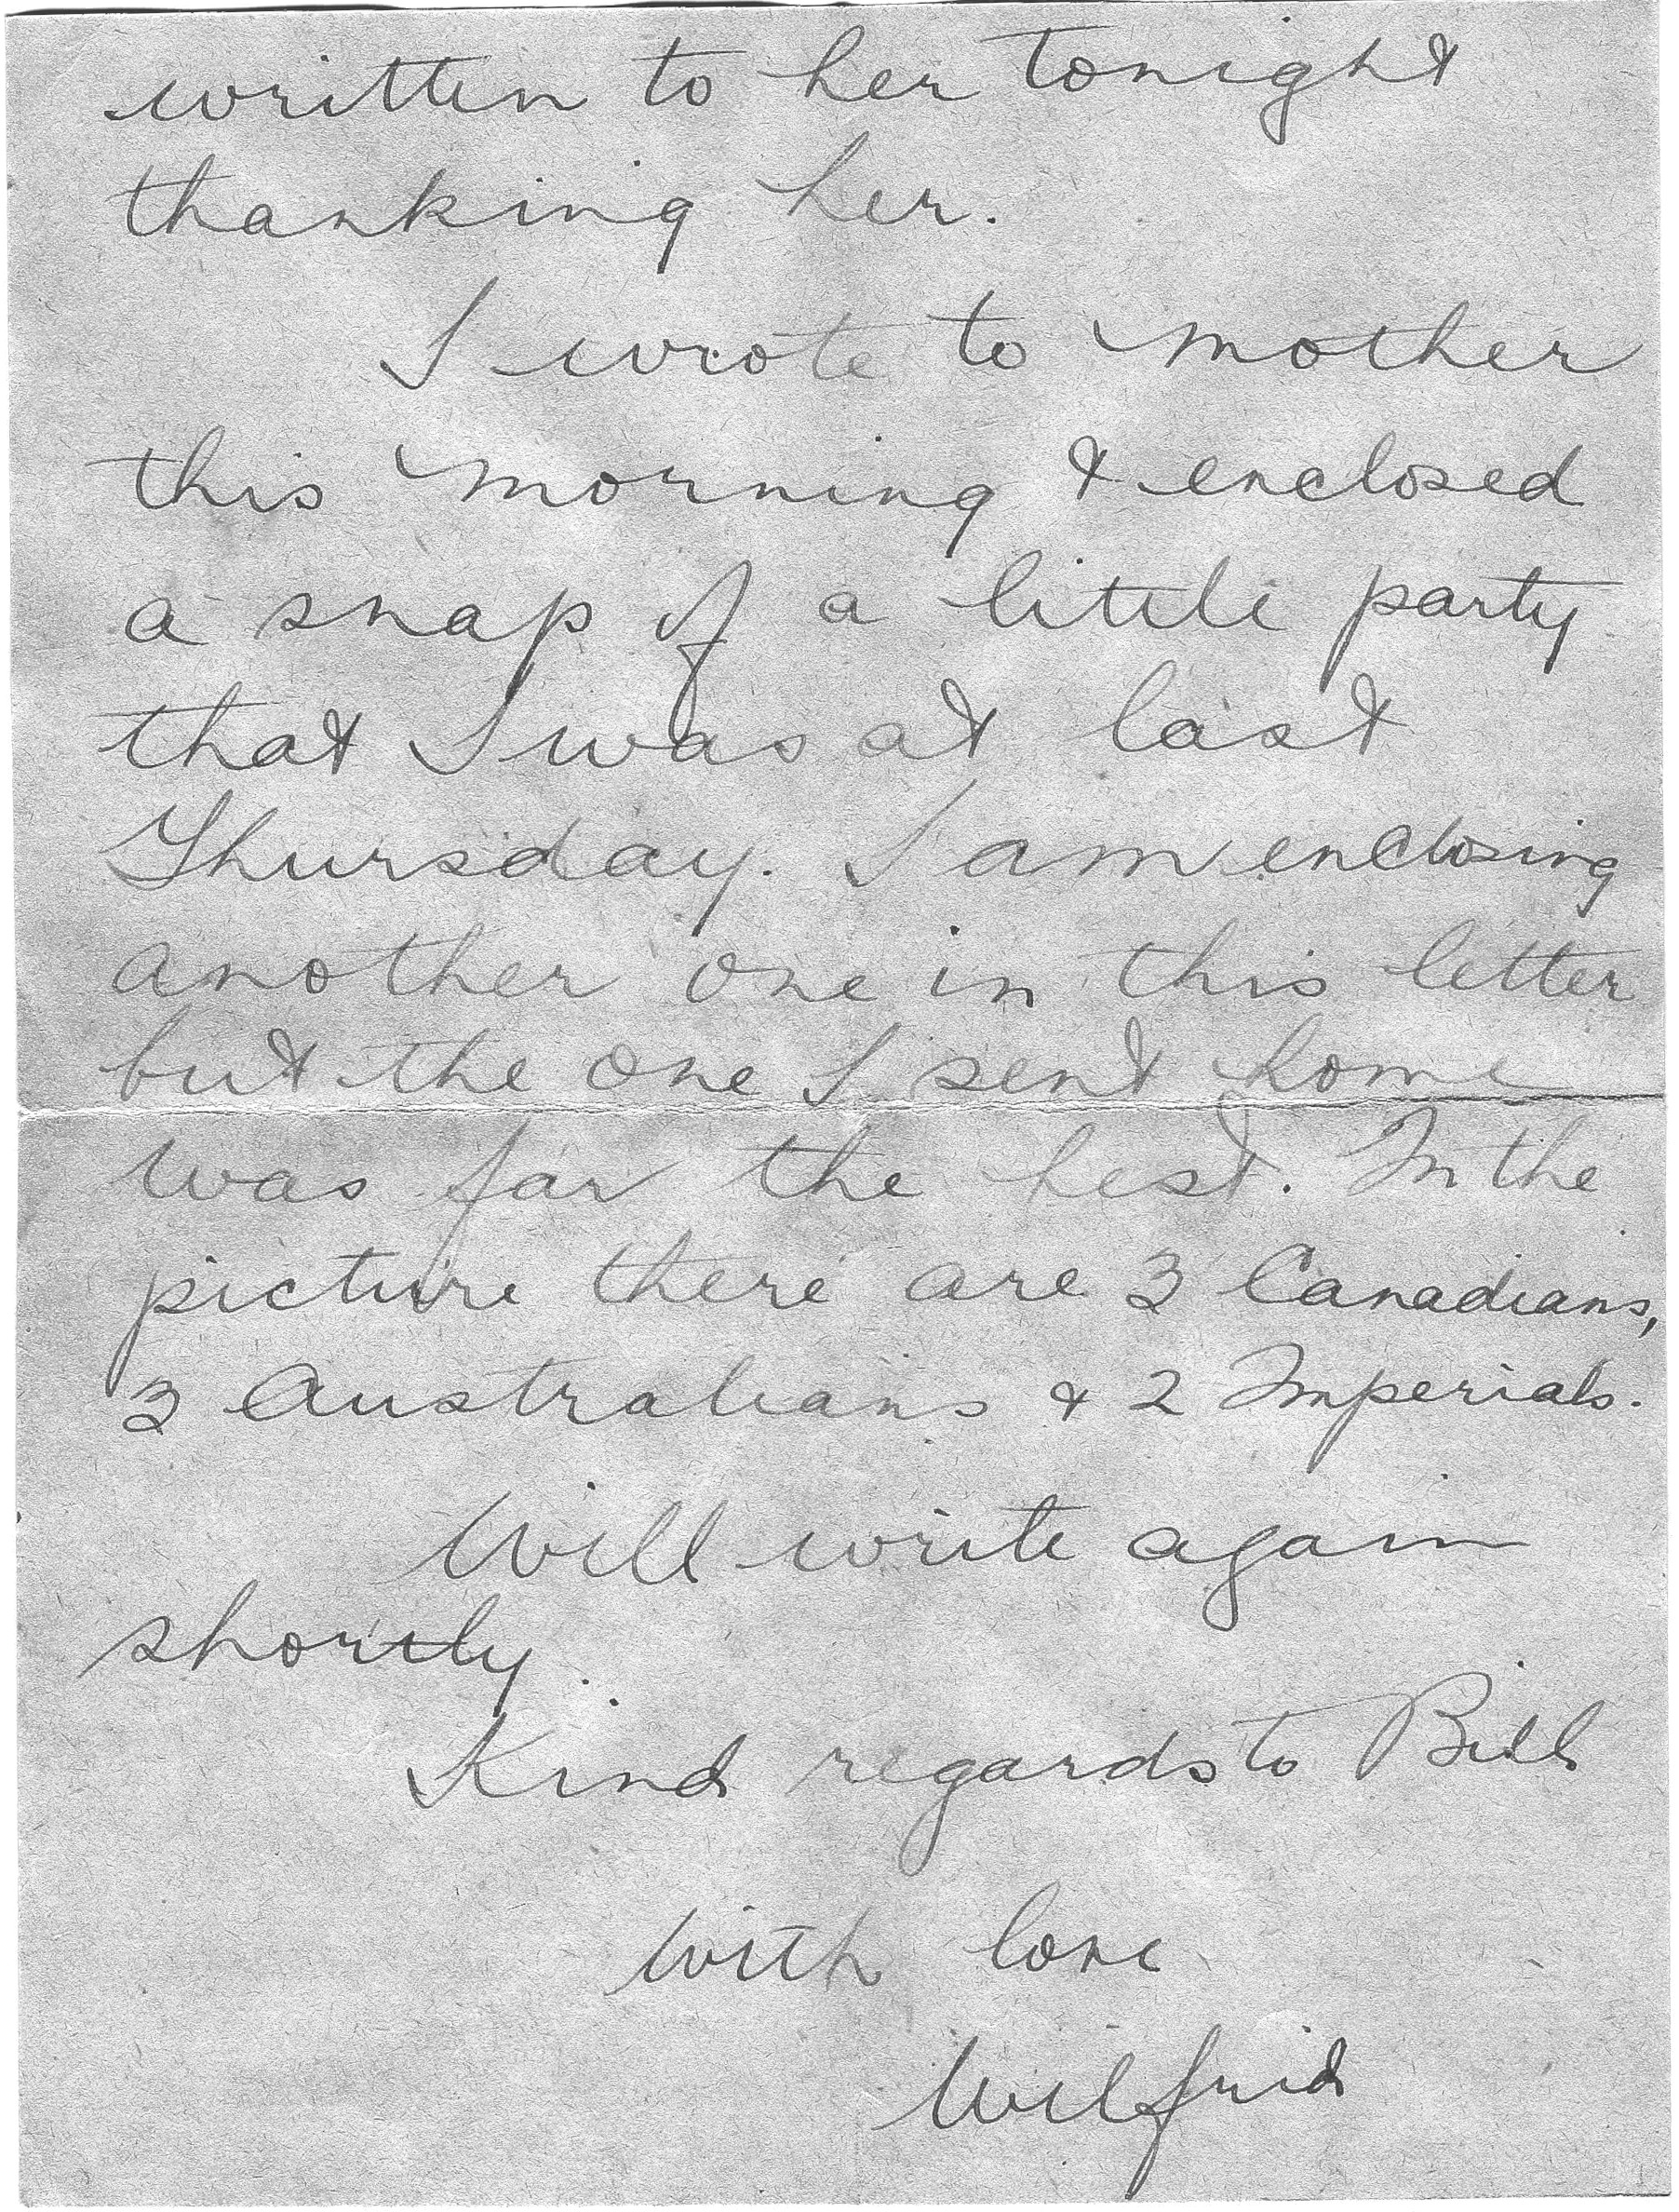 written to her tonight
thanking her.
I wrote to mother
this morning & enclosed
a snap of a little party
that I was at last
Thursday. I am enclosing
another one in this letter
but the one I sent home
was far the best. In the
picture there are 3 Canadians,
3 Australians & 2 Imperials.
Will write again
shortly.
Kind regards to Bill
With love
Wilfrid